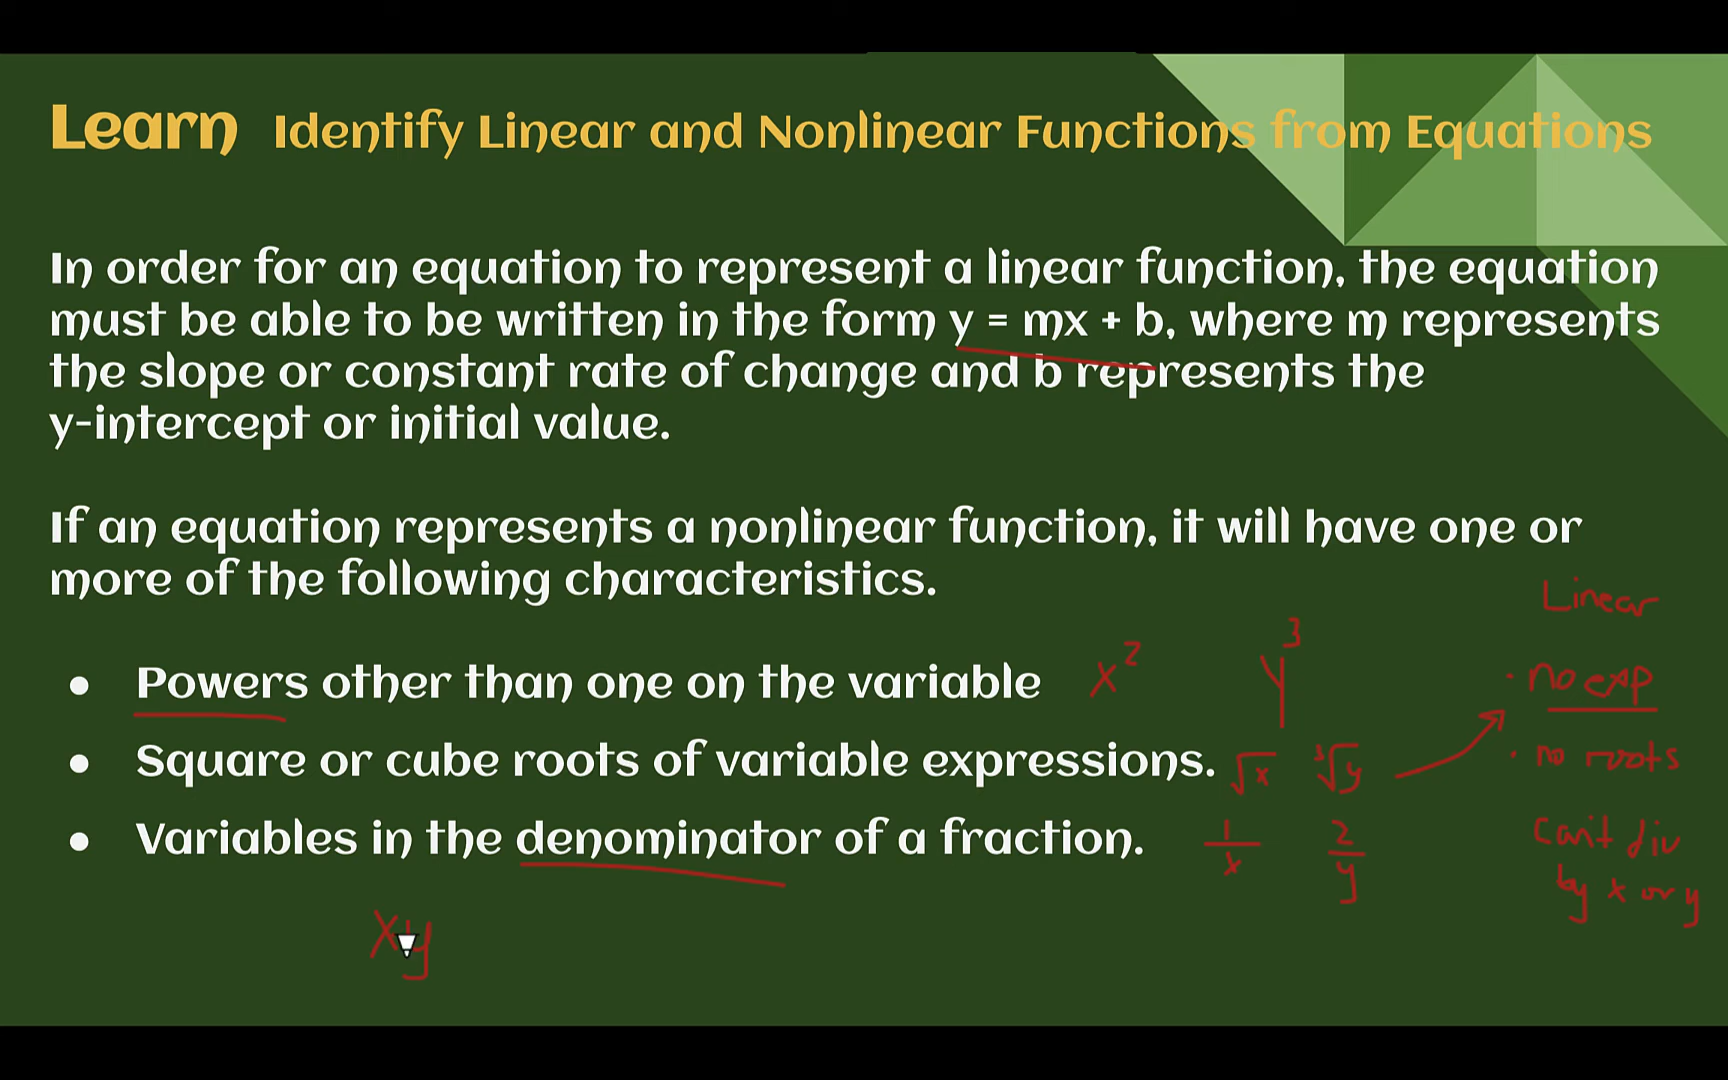 Learn Identify Linear and Nonlinear Functions from Equations
In order for an equation to represent a linear function, the equation
must be able to be written in the form y = mx + b, where m represents
the slope or constant rate of change and b represents the
y-intercept or initial value.
If an equation represents a nonlinear function, it will have one or
more of the following characteristics.
Linear
● Powers other than one on the variable x² y³ · no exp
● Square or cube roots of variable expressions. √x ∛y · no roots
● Variables in the denominator of a fraction. 1/x 2/y can't div
by x or y
xy